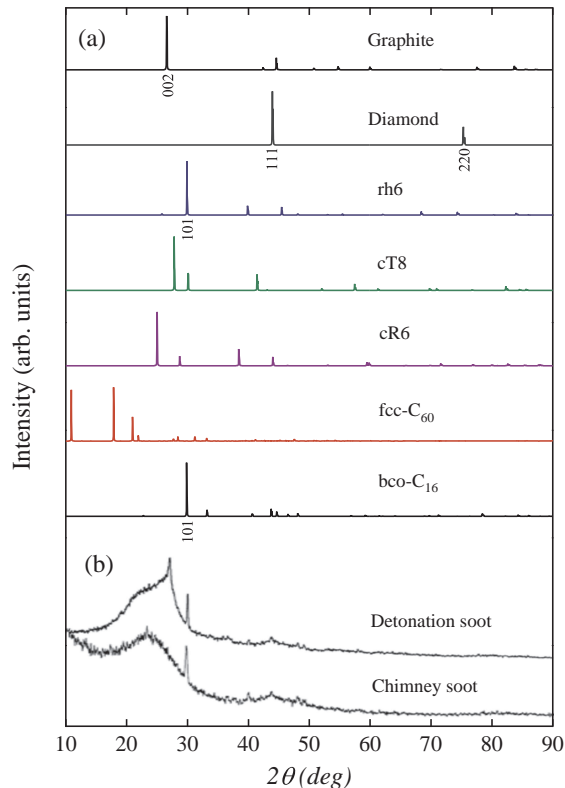 (a)
Graphite
002
Diamond
111
220
rh6
101
cT8
cR6
fcc-C₆₀
bco-C₁₆
101
(b)
Detonation soot
Chimney soot
Intensity (arb. units)
10 20 30 40 50 60 70 80 90
2θ (deg)